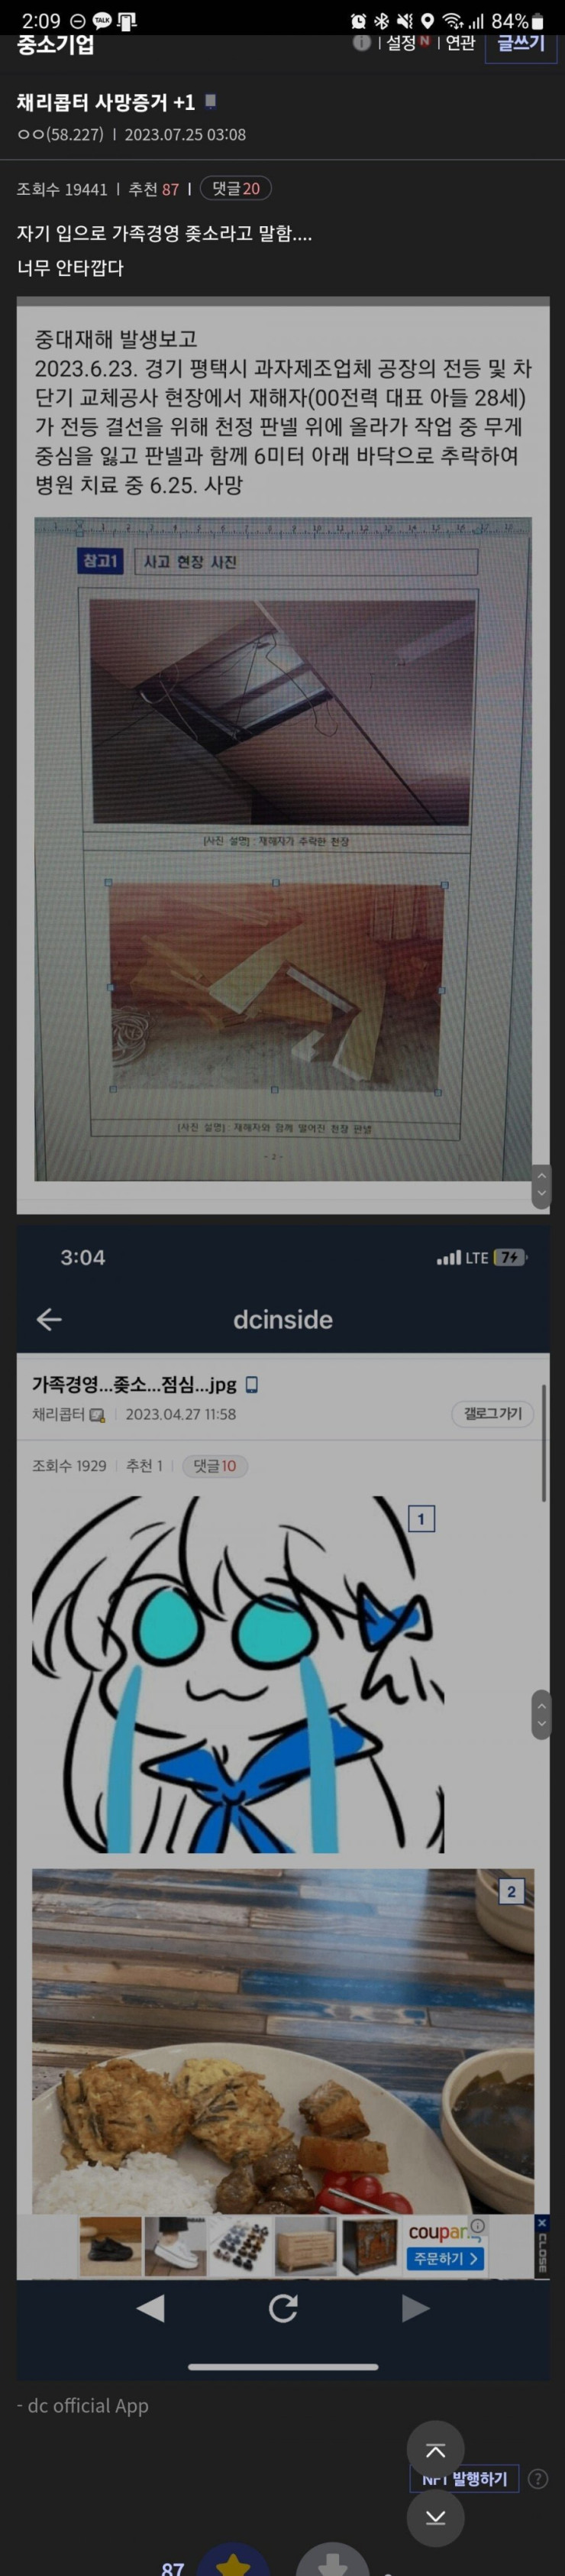 2:09 TALK 84%
중소기업 설정 N 연관 글쓰기
채리콥터 사망증거 +1
ㅇㅇ(58.227) | 2023.07.25 03:08
조회수 19441 | 추천 87 | 댓글 20
자기 입으로 가족경영 좆소라고 말함....
너무 안타깝다
중대재해 발생보고
2023.6.23. 경기 평택시 과자제조업체 공장의 전등 및 차
단기 교체공사 현장에서 재해자(00전력 대표 아들 28세)
가 전등 결선을 위해 천정 판넬 위에 올라가 작업 중 무게
중심을 잃고 판넬과 함께 6미터 아래 바닥으로 추락하여
병원 치료 중 6.25. 사망
참고1 사고 현장 사진
[사진 설명] : 재해자가 추락한 천장
[사진 설명] : 재해자와 함께 떨어진 천장 판넬
- 2 -
3:04 LTE 7
dcinside
가족경영...좆소...점심...jpg
채리콥터 | 2023.04.27 11:58 갤로그 가기
조회수 1929 | 추천 1 | 댓글 10
1
2
coupang
주문하기 >
X CLOSE
- dc official App
NFT 발행하기 ?
87